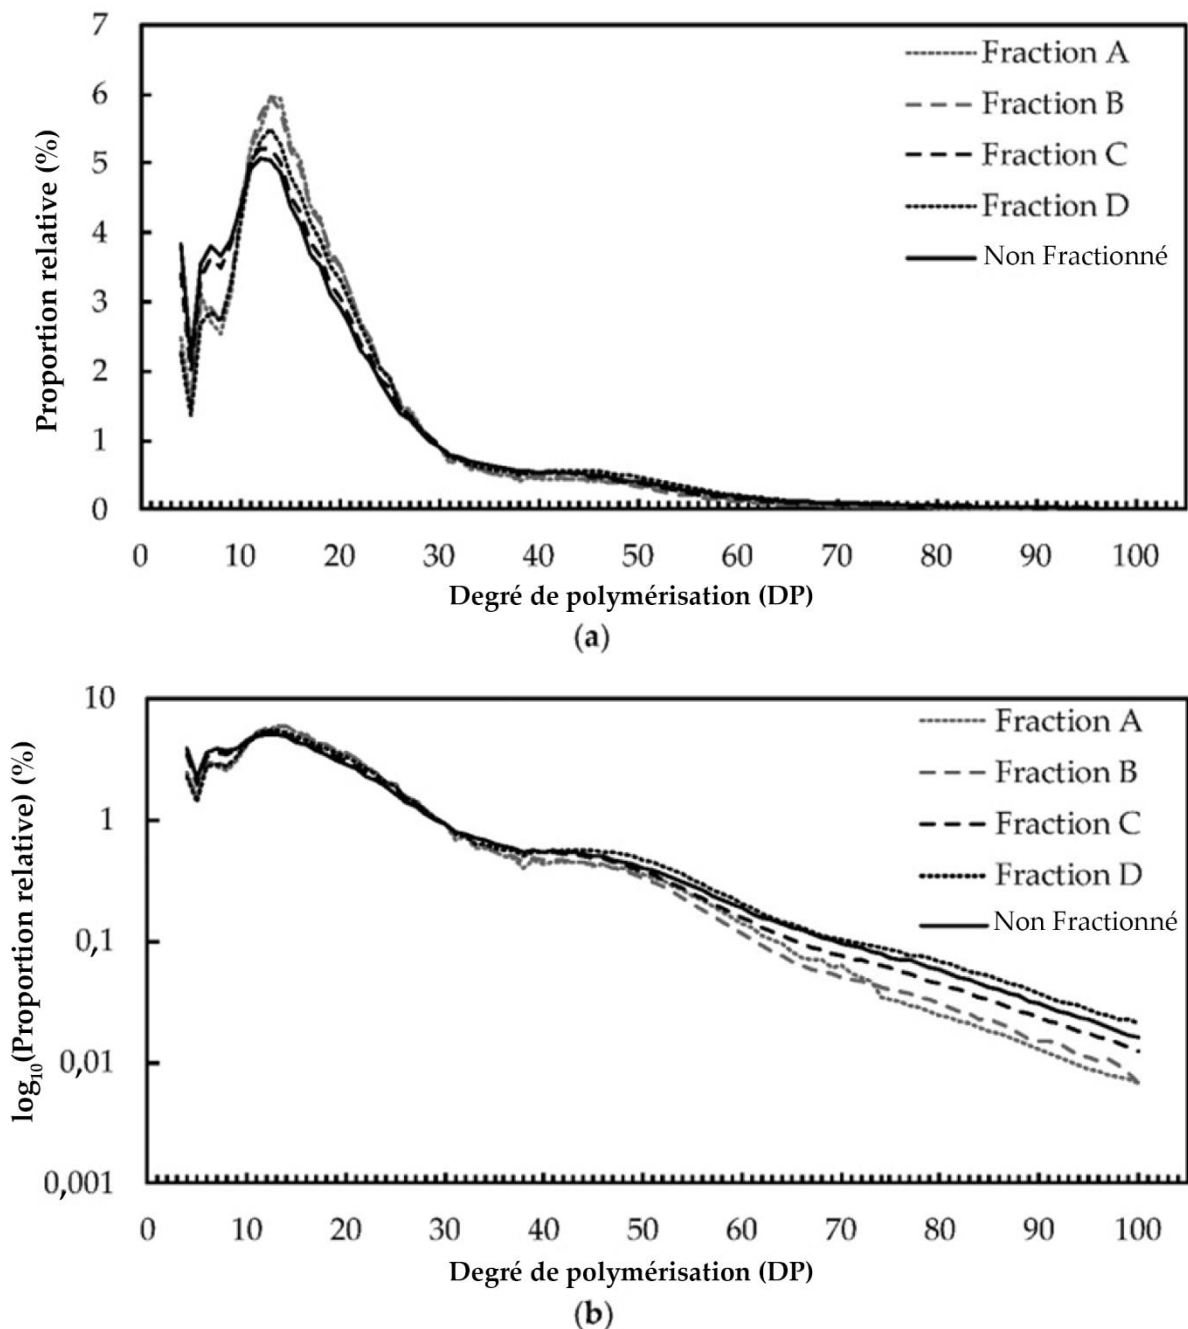 7
6
5
4
3
2
1
0
Proportion relative (%)
Fraction A
Fraction B
Fraction C
Fraction D
Non Fractionné
0 10 20 30 40 50 60 70 80 90 100
Degré de polymérisation (DP)
(a)
10
1
0,1
0,01
0,001
log₁₀(Proportion relative) (%)
Fraction A
Fraction B
Fraction C
Fraction D
Non Fractionné
0 10 20 30 40 50 60 70 80 90 100
Degré de polymérisation (DP)
(b)